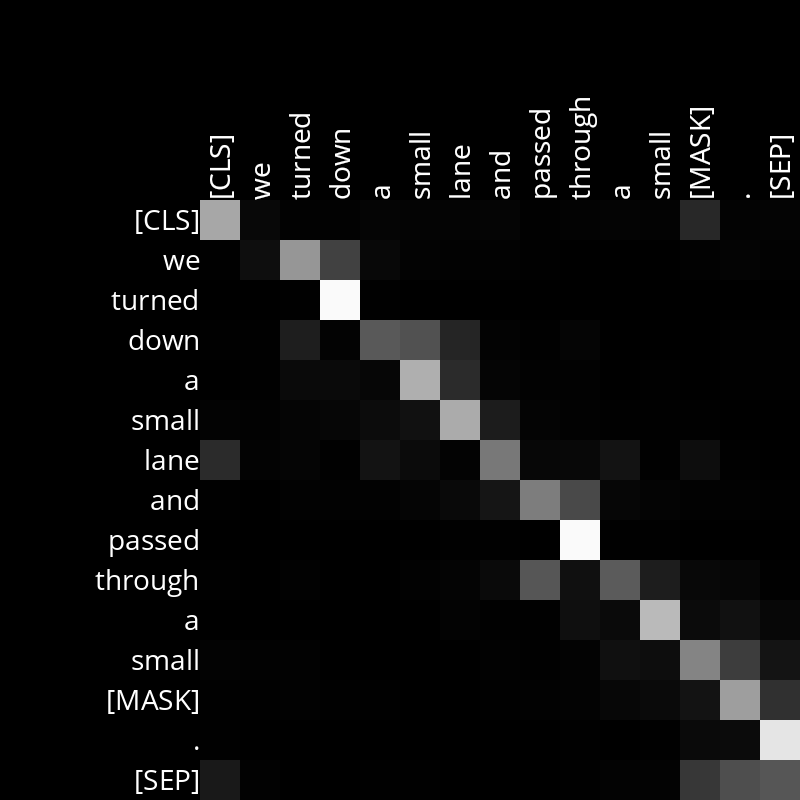 [CLS] we turned down a small lane and passed through a small [MASK] . [SEP]
[CLS]
we
turned
down
a
small
lane
and
passed
through
a
small
[MASK]
.
[SEP]